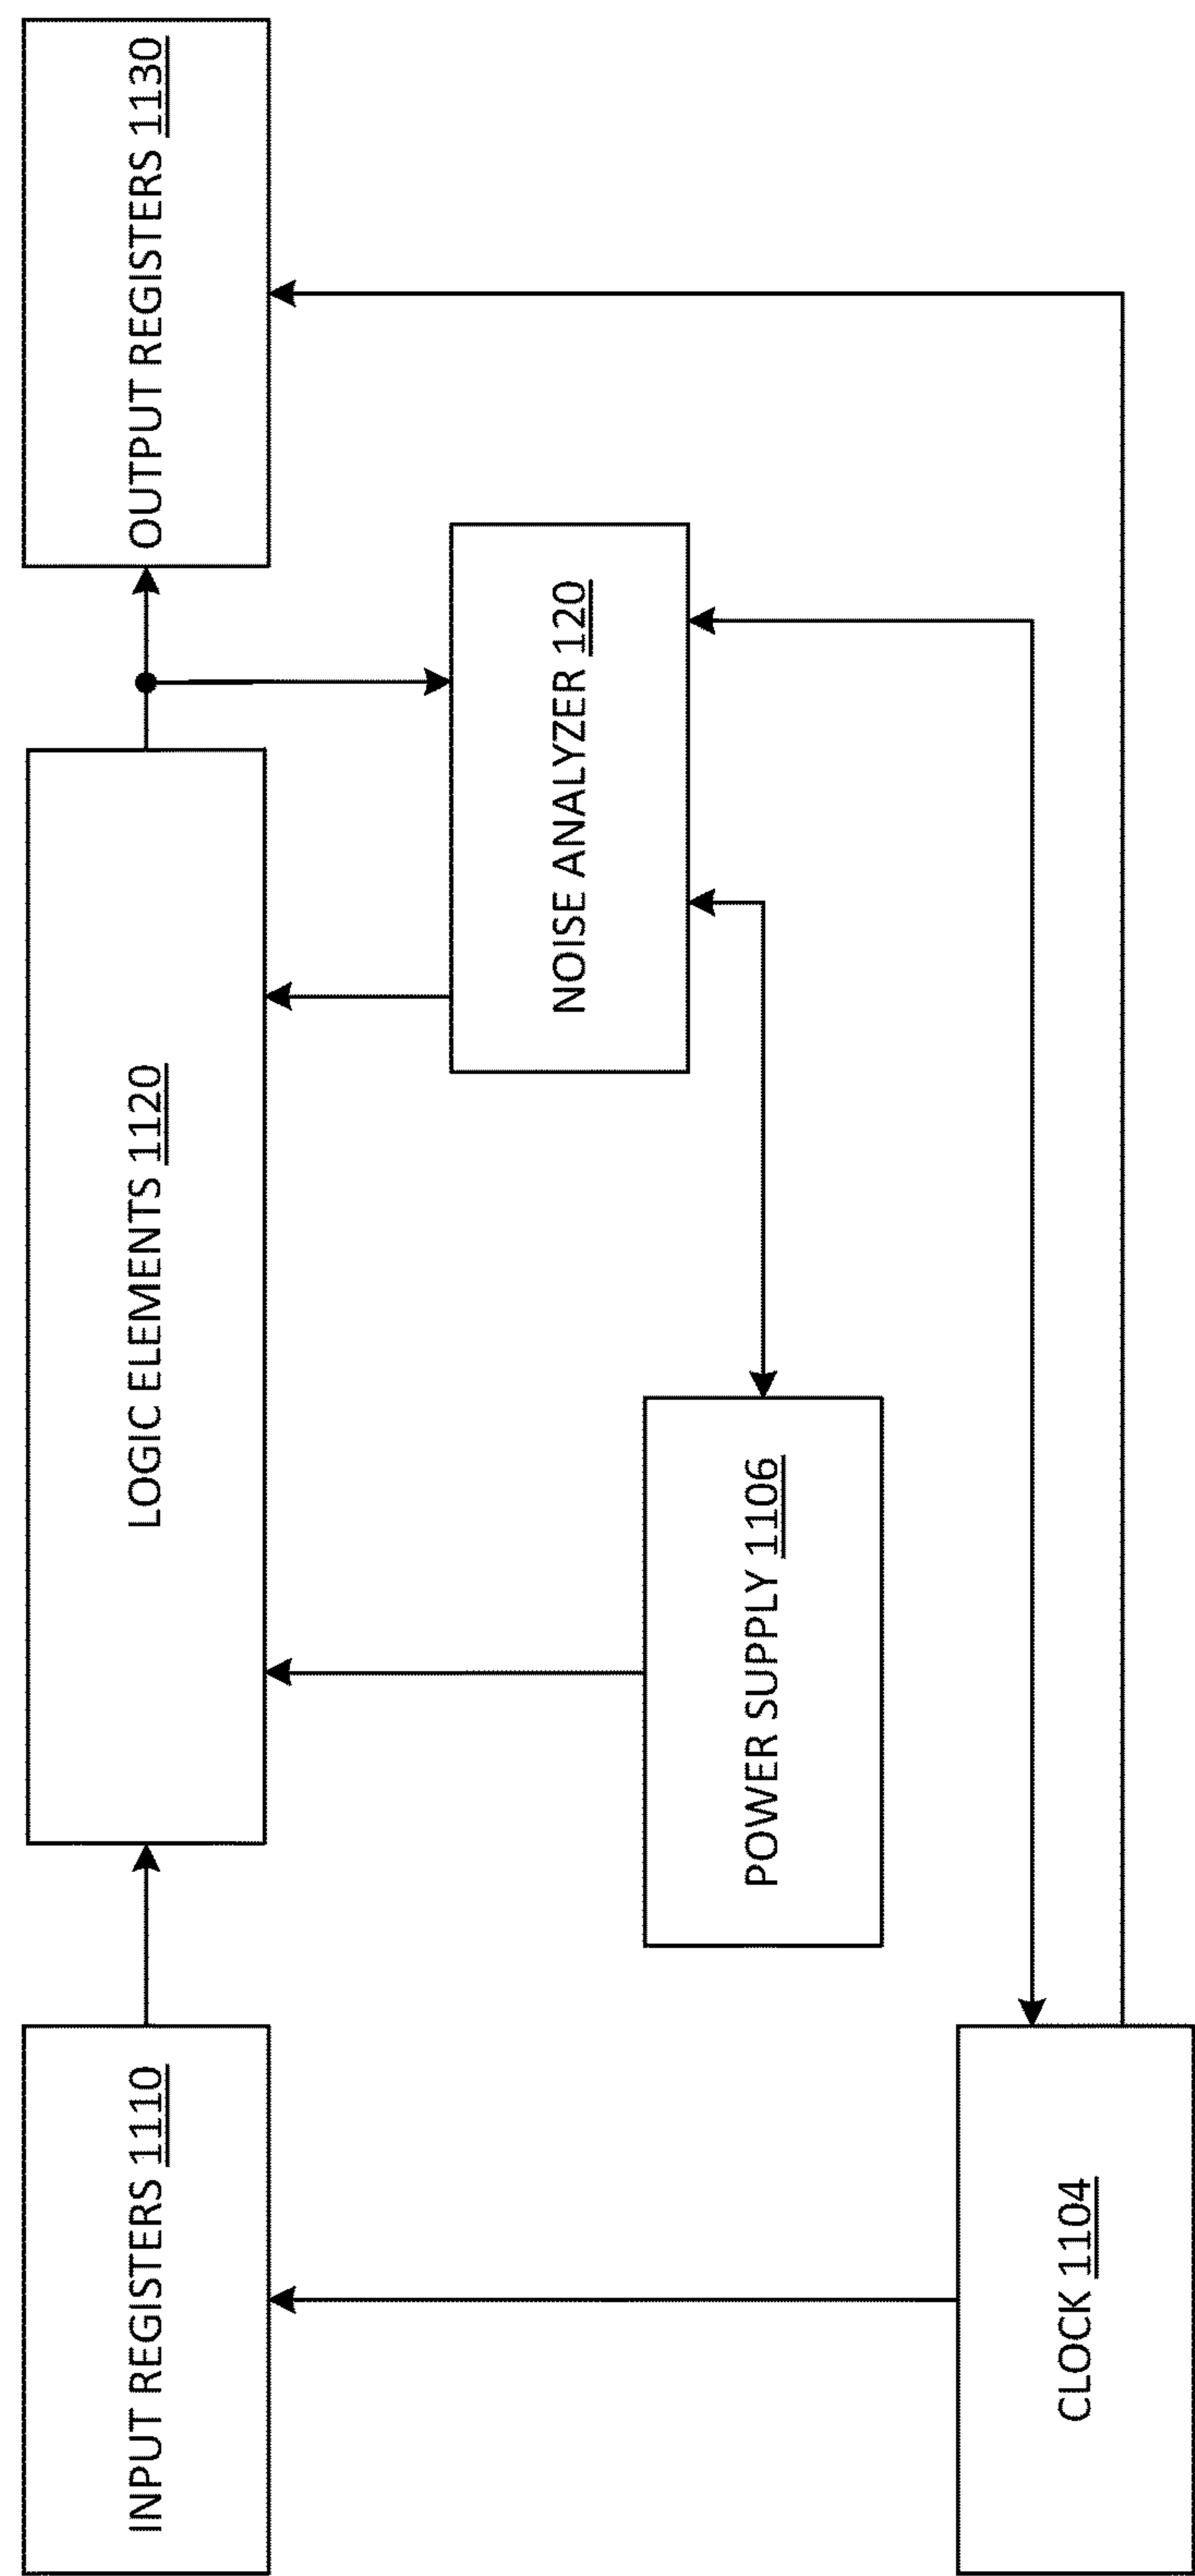 INPUT REGISTERS 1110
LOGIC ELEMENTS 1120
OUTPUT REGISTERS 1130
NOISE ANALYZER 120
POWER SUPPLY 1106
CLOCK 1104